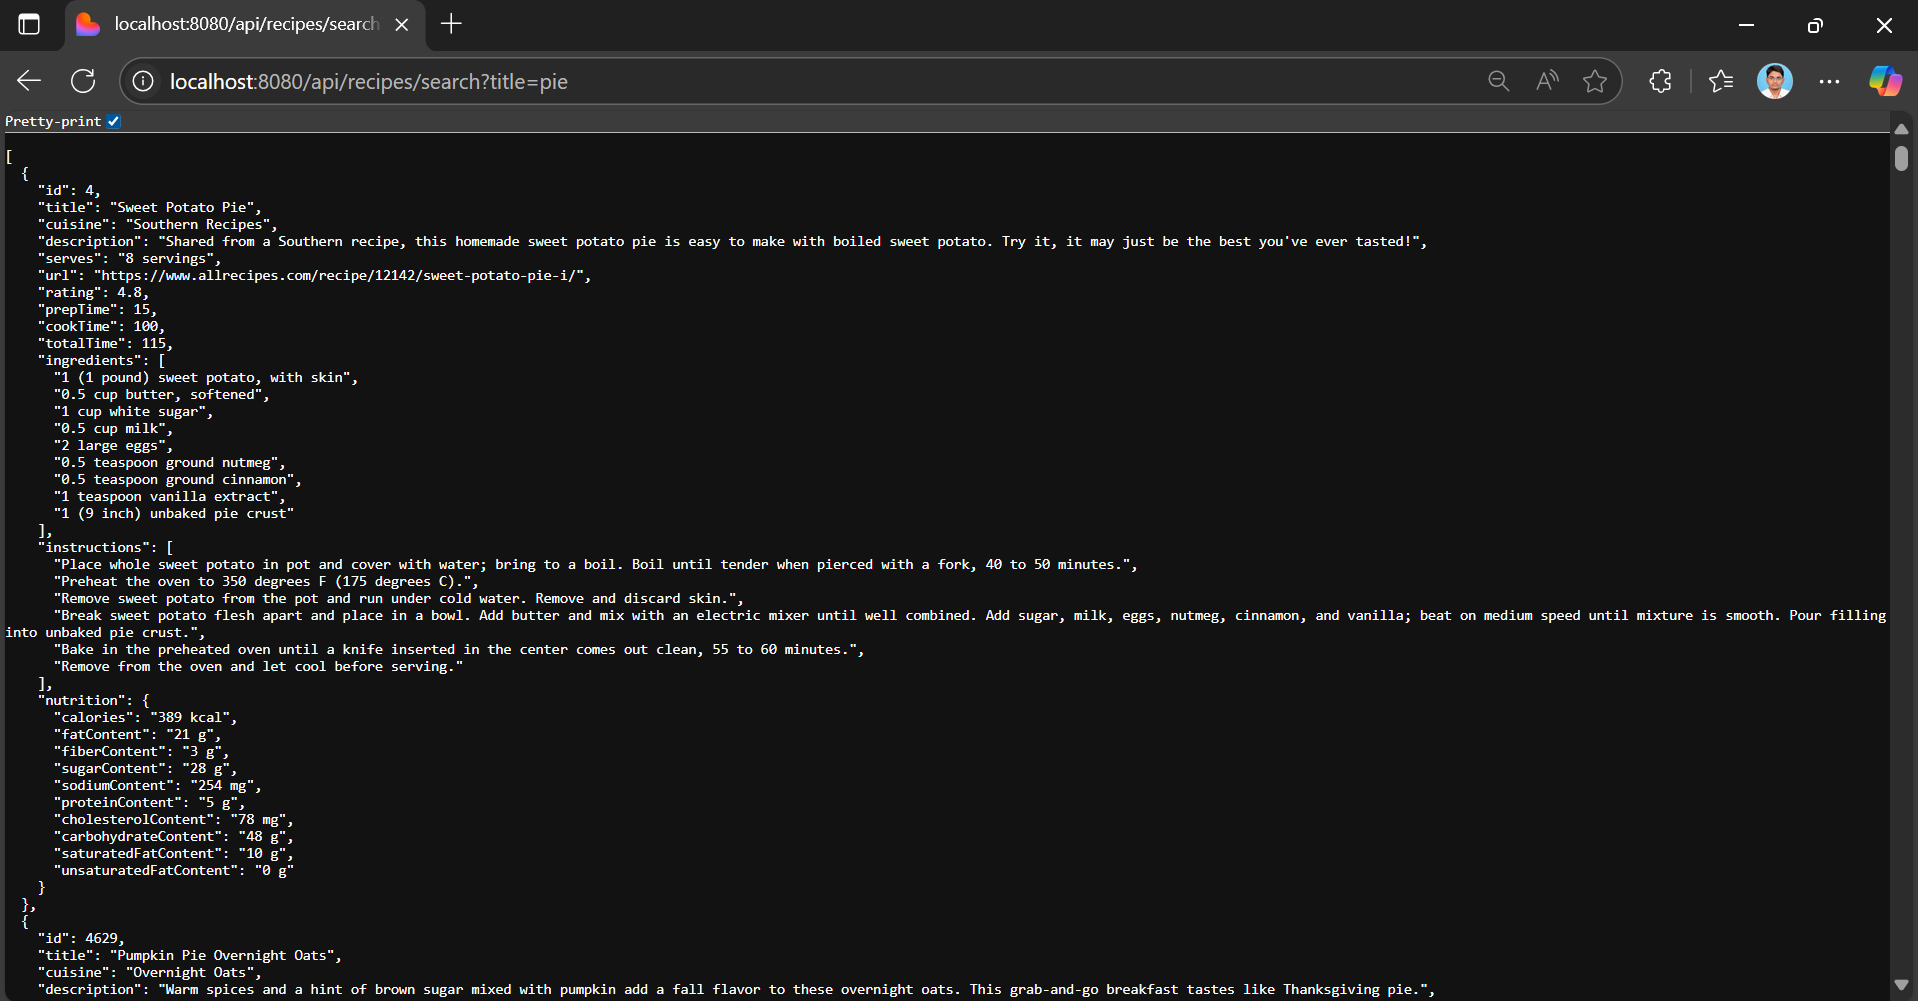 localhost:8080/api/recipes/search
localhost:8080/api/recipes/search?title=pie
Pretty-print
[
  {
    "id": 4,
    "title": "Sweet Potato Pie",
    "cuisine": "Southern Recipes",
    "description": "Shared from a Southern recipe, this homemade sweet potato pie is easy to make with boiled sweet potato. Try it, it may just be the best you've ever tasted!",
    "serves": "8 servings",
    "url": "https://www.allrecipes.com/recipe/12142/sweet-potato-pie-i/",
    "rating": 4.8,
    "prepTime": 15,
    "cookTime": 100,
    "totalTime": 115,
    "ingredients": [
      "1 (1 pound) sweet potato, with skin",
      "0.5 cup butter, softened",
      "1 cup white sugar",
      "0.5 cup milk",
      "2 large eggs",
      "0.5 teaspoon ground nutmeg",
      "0.5 teaspoon ground cinnamon",
      "1 teaspoon vanilla extract",
      "1 (9 inch) unbaked pie crust"
    ],
    "instructions": [
      "Place whole sweet potato in pot and cover with water; bring to a boil. Boil until tender when pierced with a fork, 40 to 50 minutes.",
      "Preheat the oven to 350 degrees F (175 degrees C).",
      "Remove sweet potato from the pot and run under cold water. Remove and discard skin.",
      "Break sweet potato flesh apart and place in a bowl. Add butter and mix with an electric mixer until well combined. Add sugar, milk, eggs, nutmeg, cinnamon, and vanilla; beat on medium speed until mixture is smooth. Pour filling
into unbaked pie crust.",
      "Bake in the preheated oven until a knife inserted in the center comes out clean, 55 to 60 minutes.",
      "Remove from the oven and let cool before serving."
    ],
    "nutrition": {
      "calories": "389 kcal",
      "fatContent": "21 g",
      "fiberContent": "3 g",
      "sugarContent": "28 g",
      "sodiumContent": "254 mg",
      "proteinContent": "5 g",
      "cholesterolContent": "78 mg",
      "carbohydrateContent": "48 g",
      "saturatedFatContent": "10 g",
      "unsaturatedFatContent": "0 g"
    }
  },
  {
    "id": 4629,
    "title": "Pumpkin Pie Overnight Oats",
    "cuisine": "Overnight Oats",
    "description": "Warm spices and a hint of brown sugar mixed with pumpkin add a fall flavor to these overnight oats. This grab-and-go breakfast tastes like Thanksgiving pie.",